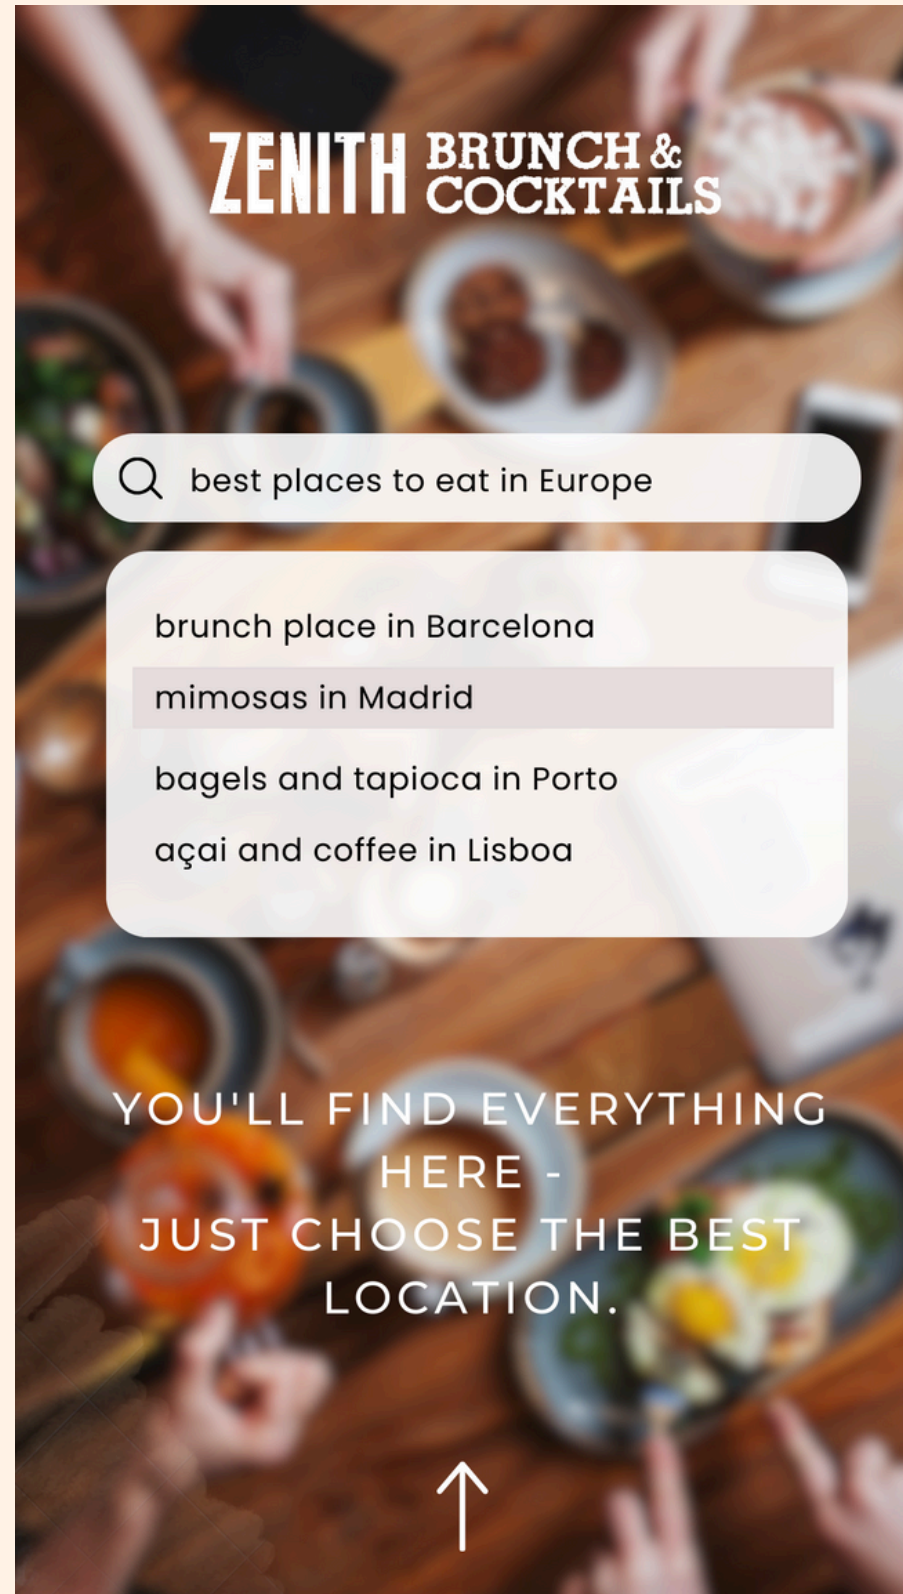 ZENITH BRUNCH &
COCKTAILS
best places to eat in Europe
brunch place in Barcelona
mimosas in Madrid
bagels and tapioca in Porto
açai and coffee in Lisboa
YOU'LL FIND EVERYTHING
HERE -
JUST CHOOSE THE BEST
LOCATION.